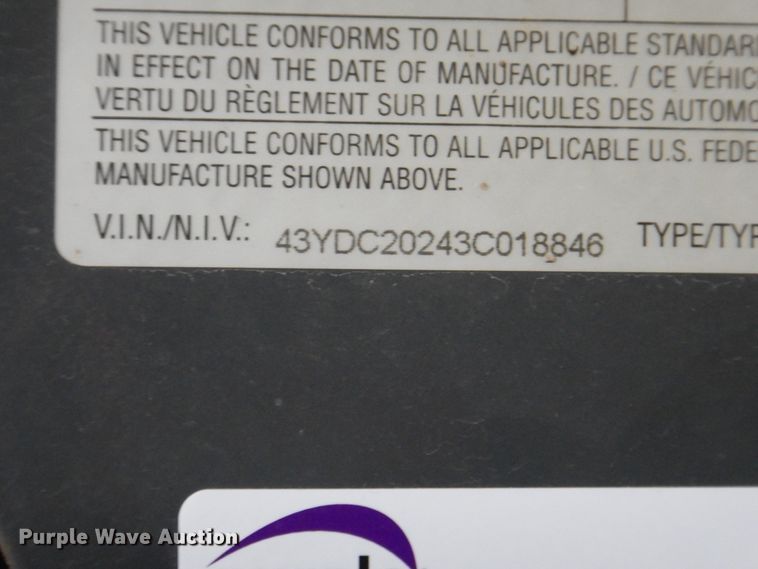 THIS VEHICLE CONFORMS TO ALL APPLICABLE
IN EFFECT ON THE DATE OF MANUFACTURE. / CE
VERTU DU RÈGLEMENT SUR LA VÉHICULES DES
THIS VEHICLE CONFORMS TO ALL APPLICABLE U.S.
MANUFACTURE SHOWN ABOVE.
V.I.N./N.I.V.: 43YDC20243C018846
Purple Wave Auction